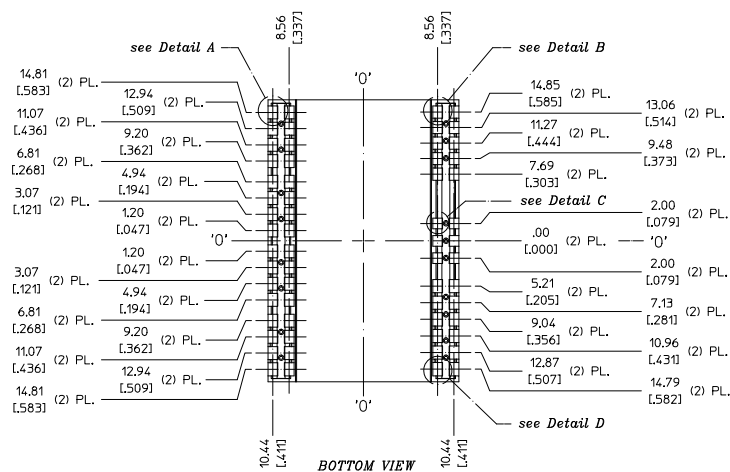 8.56
[.337]
8.56
[.337]
see Detail A
see Detail B
'0'
14.81
[.583] (2) PL.
12.94
[.509] (2) PL.
11.07
[.436] (2) PL.
9.20
[.362] (2) PL.
6.81
[.268] (2) PL.
4.94
[.194] (2) PL.
3.07
[.121] (2) PL.
1.20
[.047] (2) PL.
'0'
1.20
[.047] (2) PL.
3.07
[.121] (2) PL.
4.94
[.194] (2) PL.
6.81
[.268] (2) PL.
9.20
[.362] (2) PL.
11.07
[.436] (2) PL.
12.94
[.509] (2) PL.
14.81
[.583] (2) PL.
14.85
[.585] (2) PL.
13.06
[.514] (2) PL.
11.27
[.444] (2) PL.
9.48
[.373] (2) PL.
7.69
[.303] (2) PL.
see Detail C
2.00
[.079] (2) PL.
.00
[.000] (2) PL.
'0'
2.00
[.079] (2) PL.
5.21
[.205] (2) PL.
7.13
[.281] (2) PL.
9.04
[.356] (2) PL.
10.96
[.431] (2) PL.
12.87
[.507] (2) PL.
14.79
[.582] (2) PL.
'0'
see Detail D
10.44
[.411]
10.44
[.411]
BOTTOM VIEW